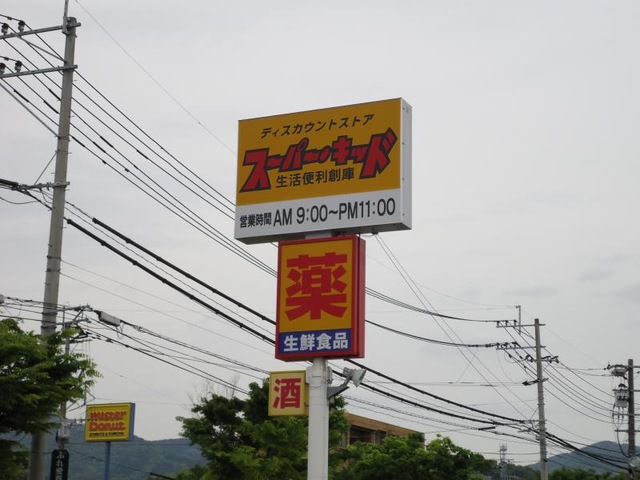 ディスカウントストア
スーパー・キッド
生活便利創庫
営業時間 AM 9:00~PM11:00
薬
生鮮食品
酒
mister
Donut